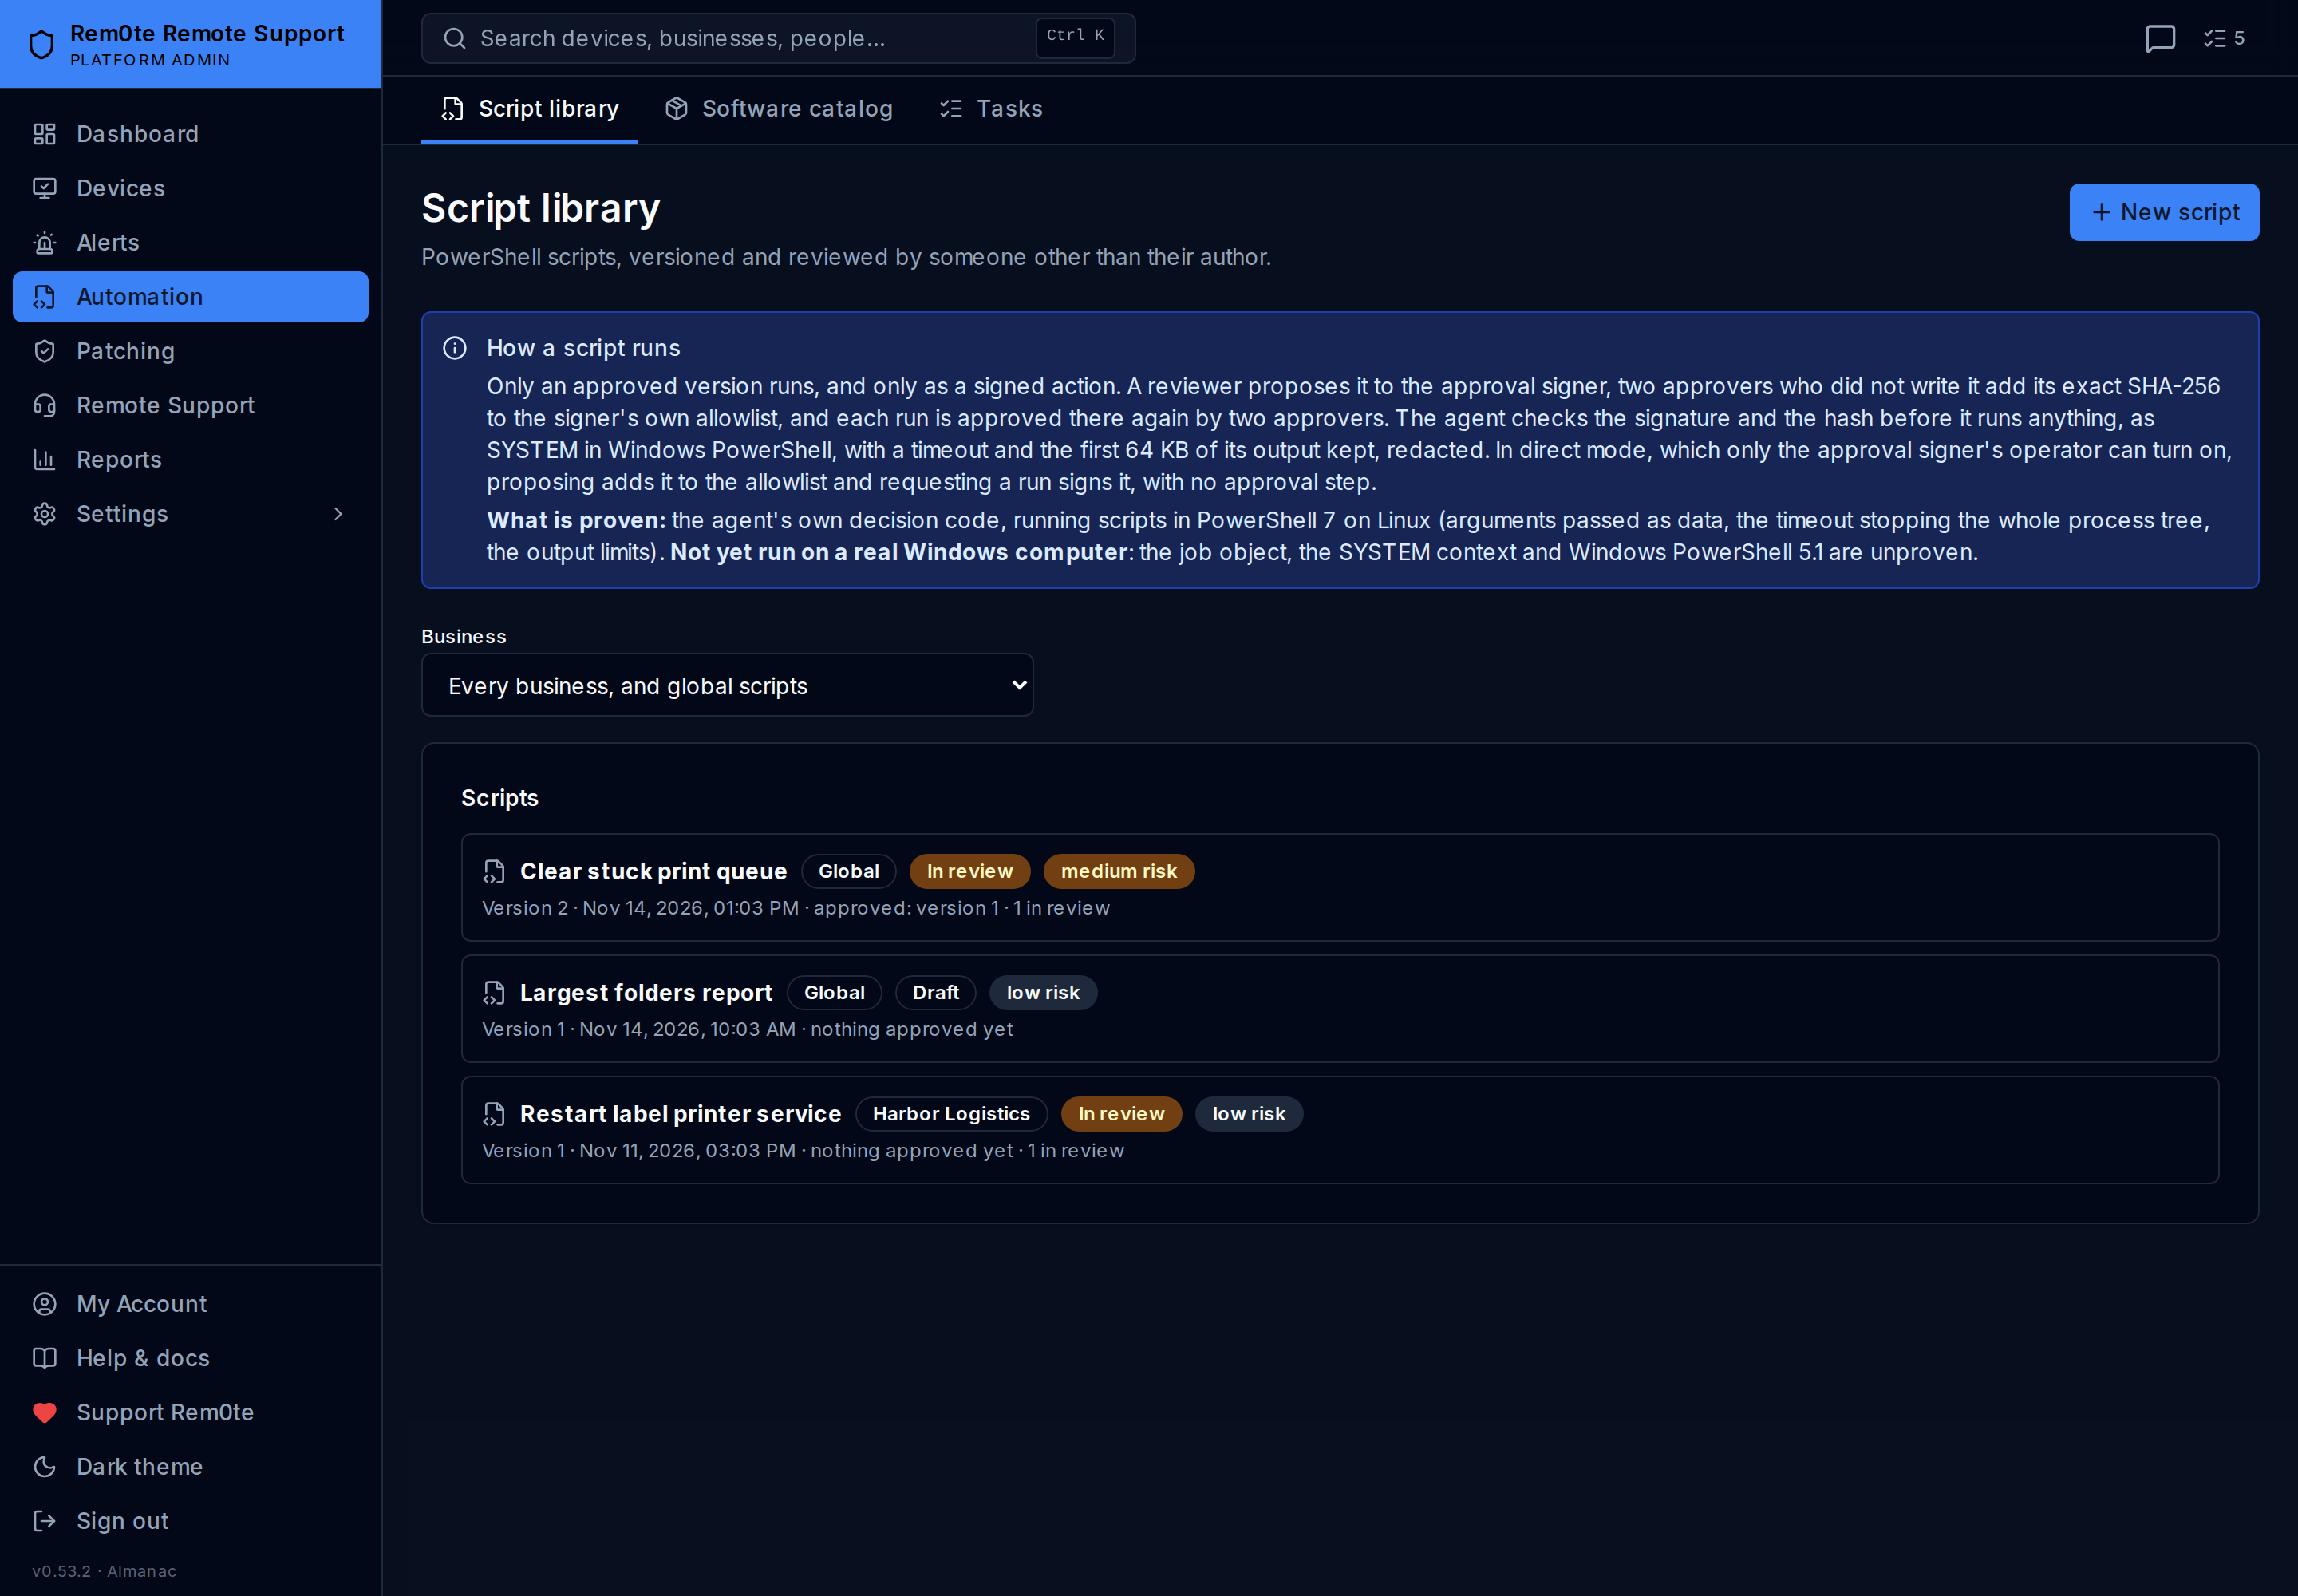 Rem0te Remote Support
PLATFORM ADMIN
Search devices, businesses, people...
Ctrl K
5
Dashboard
Devices
Alerts
Automation
Patching
Remote Support
Reports
Settings
Script library
Software catalog
Tasks
Script library
New script
PowerShell scripts, versioned and reviewed by someone other than their author.
How a script runs
Only an approved version runs, and only as a signed action. A reviewer proposes it to the approval signer, two approvers who did not write it add its exact SHA-256
to the signer's own allowlist, and each run is approved there again by two approvers. The agent checks the signature and the hash before it runs anything, as
SYSTEM in Windows PowerShell, with a timeout and the first 64 KB of its output kept, redacted. In direct mode, which only the approval signer's operator can turn on,
proposing adds it to the allowlist and requesting a run signs it, with no approval step.
What is proven: the agent's own decision code, running scripts in PowerShell 7 on Linux (arguments passed as data, the timeout stopping the whole process tree,
the output limits). Not yet run on a real Windows computer: the job object, the SYSTEM context and Windows PowerShell 5.1 are unproven.
Business
Every business, and global scripts
Scripts
Clear stuck print queue Global In review medium risk
Version 2 · Nov 14, 2026, 01:03 PM · approved: version 1 · 1 in review
Largest folders report Global Draft low risk
Version 1 · Nov 14, 2026, 10:03 AM · nothing approved yet
Restart label printer service Harbor Logistics In review low risk
Version 1 · Nov 11, 2026, 03:03 PM · nothing approved yet · 1 in review
My Account
Help & docs
Support Rem0te
Dark theme
Sign out
v0.53.2 · Almanac